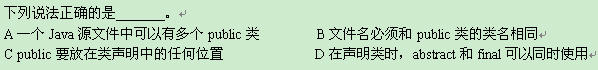 下列说法正确的是________。
A 一个 Java 源文件中可以有多个 public 类 B 文件名必须和 public 类的类名相同
C public 要放在类声明中的任何位置 D 在声明类时，abstract 和 final 可以同时使用